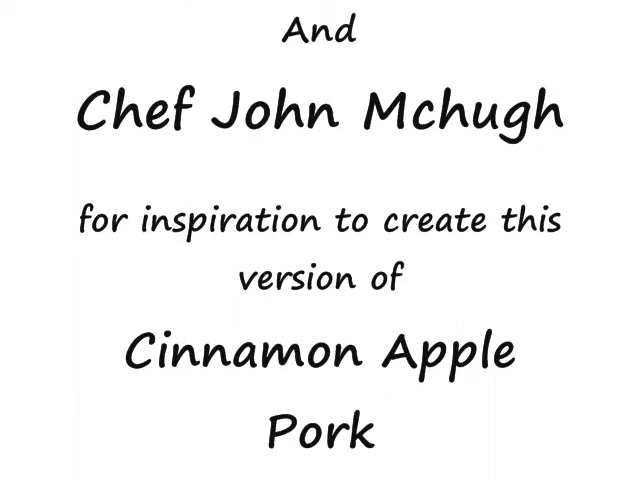 And
Chef John Mchugh
for inspiration to create this
version of
Cinnamon Apple
Pork